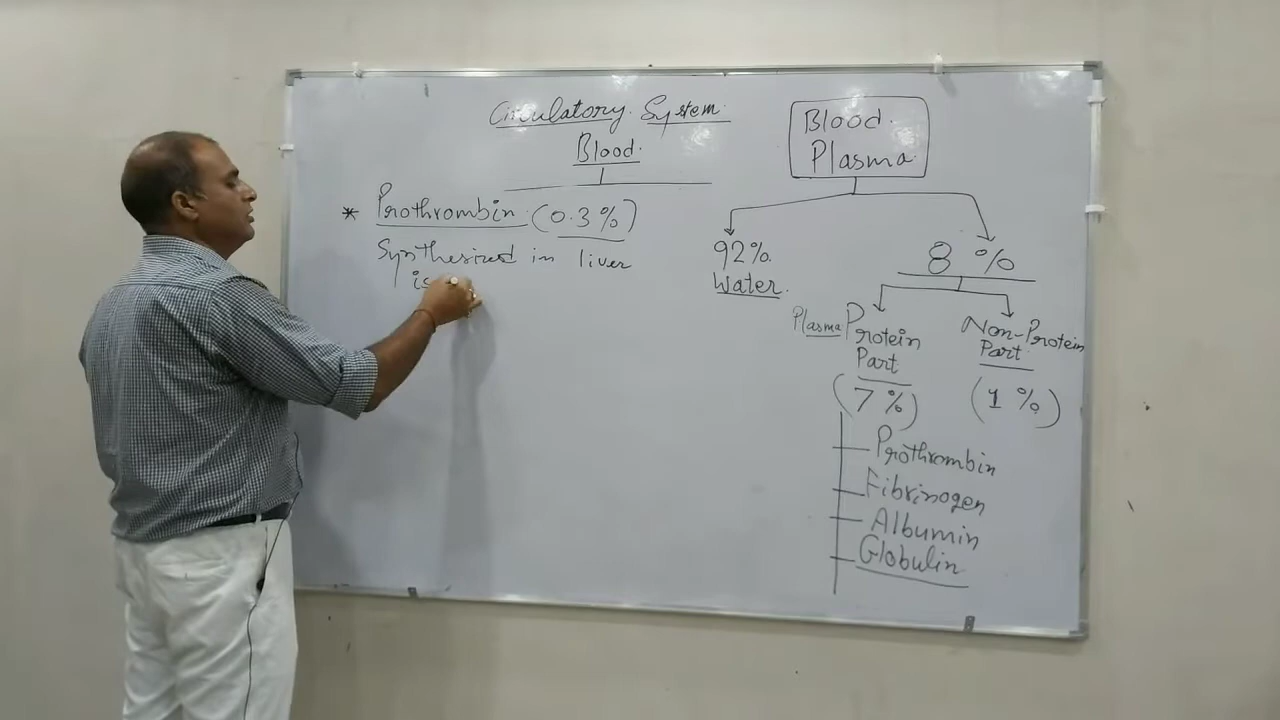 Circulatory System
Blood
* Prothrombin (0.3%)
Synthesized in liver
is
Blood
Plasma
92%
Water
8 %
Plasma Protein
Part
(7 %)
Non-Protein
Part
(1 %)
Prothrombin
Fibrinogen
Albumin
Globulin